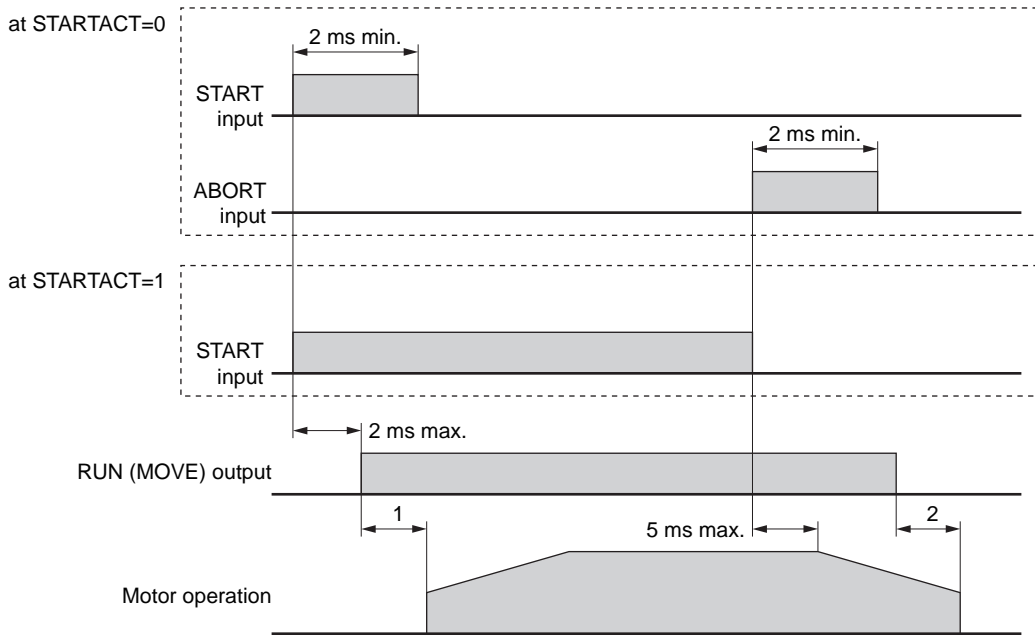 at STARTACT=0
2 ms min.
START
input
2 ms min.
ABORT
input
at STARTACT=1
START
input
2 ms max.
RUN (MOVE) output
1
5 ms max.
2
Motor operation